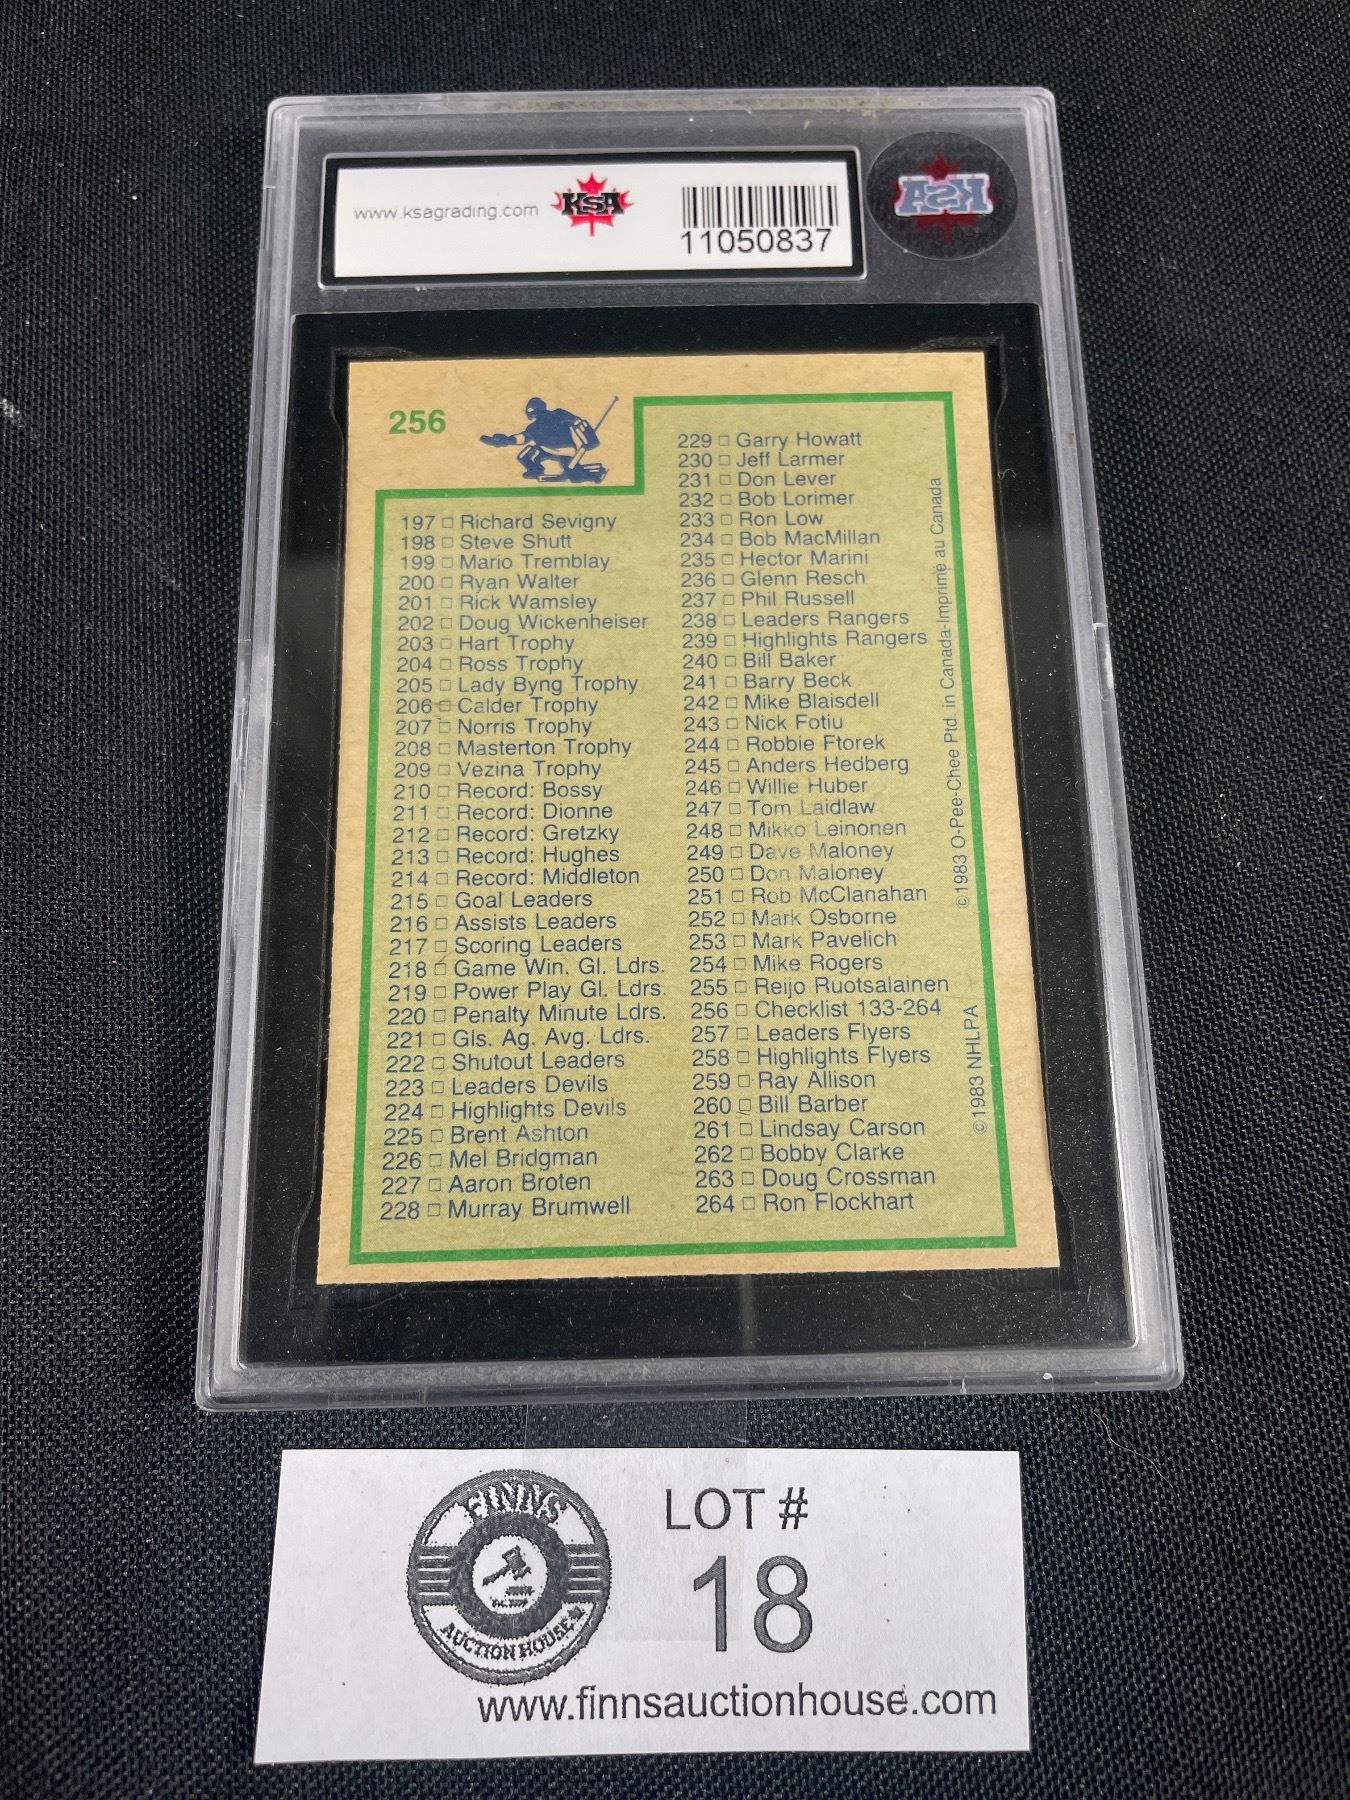 www.ksagrading.com
KSA
11050837
KSA
256
197 □ Richard Sevigny
198 □ Steve Shutt
199 □ Mario Tremblay
200 □ Ryan Walter
201 □ Rick Wamsley
202 □ Doug Wickenheiser
203 □ Hart Trophy
204 □ Ross Trophy
205 □ Lady Byng Trophy
206 □ Calder Trophy
207 □ Norris Trophy
208 □ Masterton Trophy
209 □ Vezina Trophy
210 □ Record: Bossy
211 □ Record: Dionne
212 □ Record: Gretzky
213 □ Record: Hughes
214 □ Record: Middleton
215 □ Goal Leaders
216 □ Assists Leaders
217 □ Scoring Leaders
218 □ Game Win. Gl. Ldrs.
219 □ Power Play Gl. Ldrs.
220 □ Penalty Minute Ldrs.
221 □ Gls. Ag. Avg. Ldrs.
222 □ Shutout Leaders
223 □ Leaders Devils
224 □ Highlights Devils
225 □ Brent Ashton
226 □ Mel Bridgman
227 □ Aaron Broten
228 □ Murray Brumwell
229 □ Garry Howatt
230 □ Jeff Larmer
231 □ Don Lever
232 □ Bob Lorimer
233 □ Ron Low
234 □ Bob MacMillan
235 □ Hector Marini
236 □ Glenn Resch
237 □ Phil Russell
238 □ Leaders Rangers
239 □ Highlights Rangers
240 □ Bill Baker
241 □ Barry Beck
242 □ Mike Blaisdell
243 □ Nick Fotiu
244 □ Robbie Ftorek
245 □ Anders Hedberg
246 □ Willie Huber
247 □ Tom Laidlaw
248 □ Mikko Leinonen
249 □ Dave Maloney
250 □ Don Maloney
251 □ Rob McClanahan
252 □ Mark Osborne
253 □ Mark Pavelich
254 □ Mike Rogers
255 □ Reijo Ruotsalainen
256 □ Checklist 133-264
257 □ Leaders Flyers
258 □ Highlights Flyers
259 □ Ray Allison
260 □ Bill Barber
261 □ Lindsay Carson
262 □ Bobby Clarke
263 □ Doug Crossman
264 □ Ron Flockhart
©1983 NHLPA
©1983 O-Pee-Chee Ptd. in Canada-Imprimé au Canada
FINNS
AUCTION HOUSE
LOT #
18
www.finnsauctionhouse.com